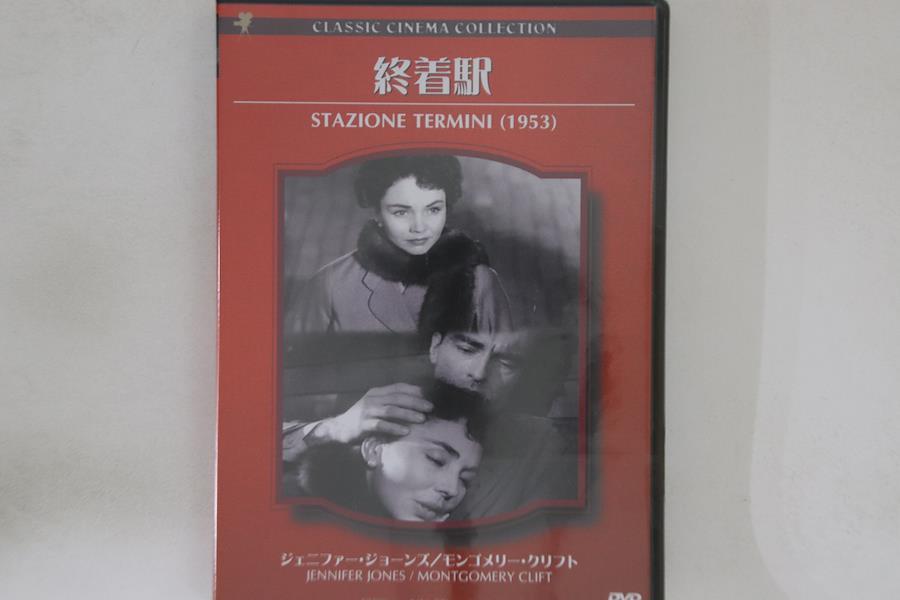 CLASSIC CINEMA COLLECTION
終着駅
STAZIONE TERMINI (1953)
ジェニファー・ジョーンズ／モンゴメリー・クリフト
JENNIFER JONES / MONTGOMERY CLIFT
DVD